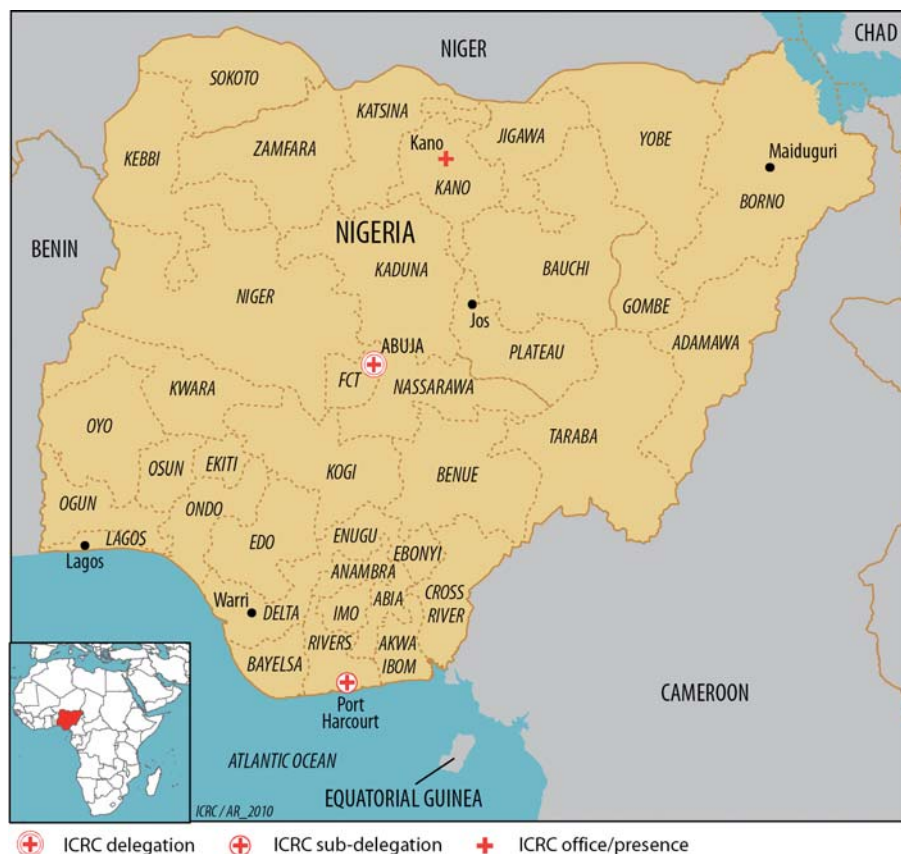 NIGER
CHAD
SOKOTO
KATSINA
JIGAWA
YOBE
KEBBI
ZAMFARA
Kano
KANO
Maiduguri
BORNO
BENIN
NIGERIA
KADUNA
BAUCHI
NIGER
GOMBE
Jos
ADAMAWA
ABUJA
PLATEAU
FCT
NASSARAWA
KWARA
OYO
TARABA
OSUN
EKITI
KOGI
BENUE
OGUN
ONDO
LAGOS
Lagos
EDO
ENUGU
EBONYI
ANAMBRA
Warri
DELTA
IMO
ABIA
CROSS
RIVER
RIVERS
AKWA
IBOM
BAYELSA
Port
Harcourt
CAMEROON
ATLANTIC OCEAN
EQUATORIAL GUINEA
ICRC / AR_2010
ICRC delegation
ICRC sub-delegation
ICRC office/presence